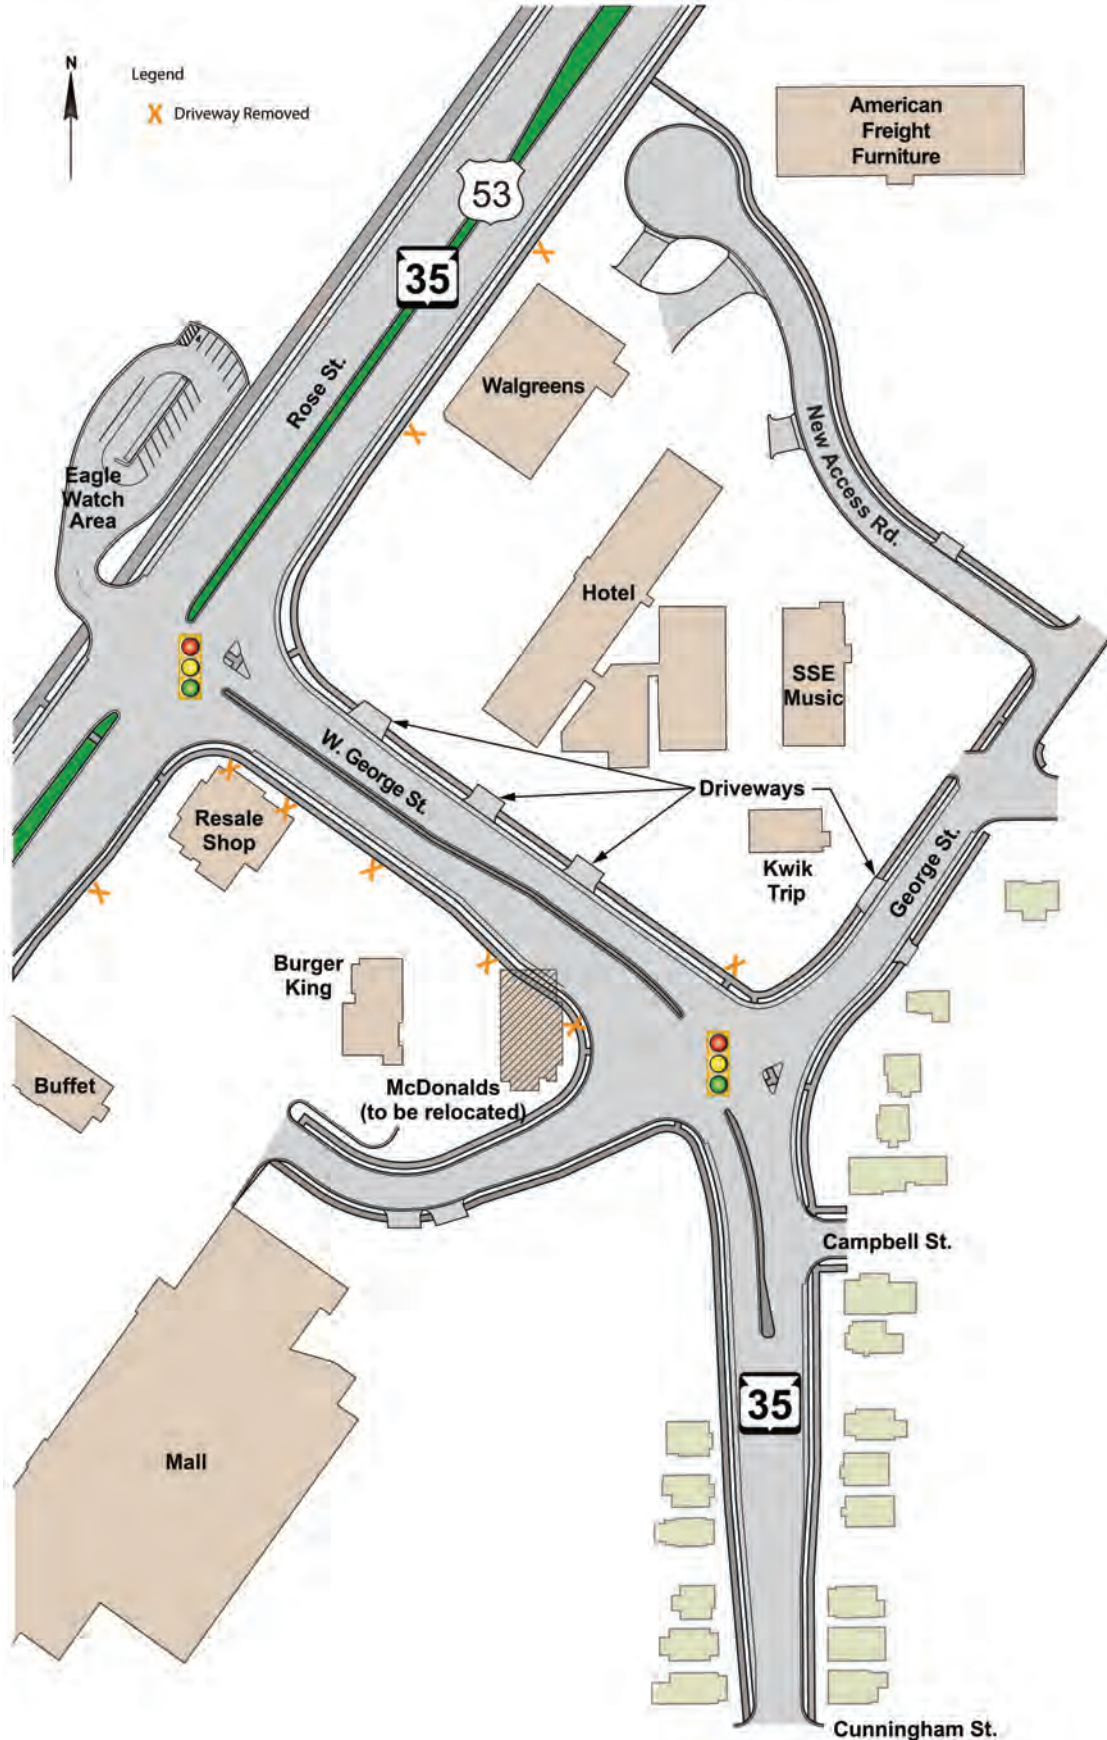 N
Legend
X Driveway Removed
American
Freight
Furniture
53
35
Rose St.
Walgreens
New Access Rd.
Eagle
Watch
Area
Hotel
SSE
Music
W. George St.
Driveways
Resale
Shop
Kwik
Trip
George St.
Burger
King
Buffet
McDonalds
(to be relocated)
Campbell St.
35
Mall
Cunningham St.